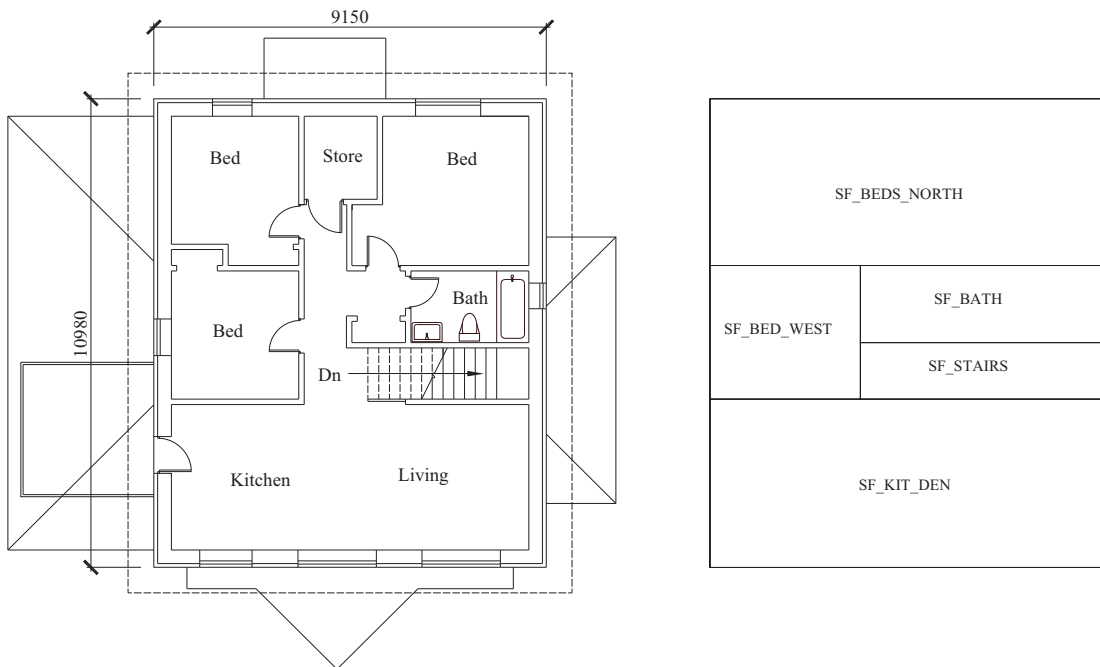 9150
10980
Bed
Store
Bed
Bed
Bath
Dn
Kitchen
Living
SF_BEDS_NORTH
SF_BED_WEST
SF_BATH
SF_STAIRS
SF_KIT_DEN